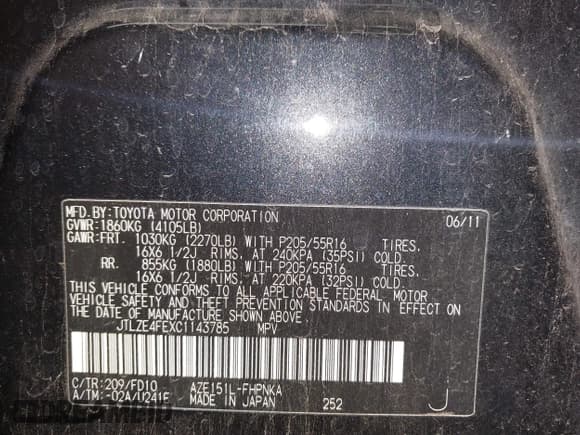 MFD.BY:TOYOTA MOTOR CORPORATION 06/11
GVWR:1860KG (4105LB)
GAWR:FRT. 1030KG (2270LB) WITH P205/55R16 TIRES.
16X6 1/2J RIMS, AT 240KPA (35PSI) COLD.
RR. 855KG (1880LB) WITH P205/55R16 TIRES.
16X6 1/2J RIMS, AT 220KPA (32PSI) COLD.
THIS VEHICLE CONFORMS TO ALL APPLICABLE FEDERAL MOTOR
VEHICLE SAFETY AND THEFT PREVENTION STANDARDS IN EFFECT ON
THE DATE OF MANUFACTURE SHOWN ABOVE.
JTLZE4FEXC1143785 MPV
C/TR:209/FD10 AZE151L-FHPNKA
A/TM:-02A/U241E MADE IN JAPAN 252 J